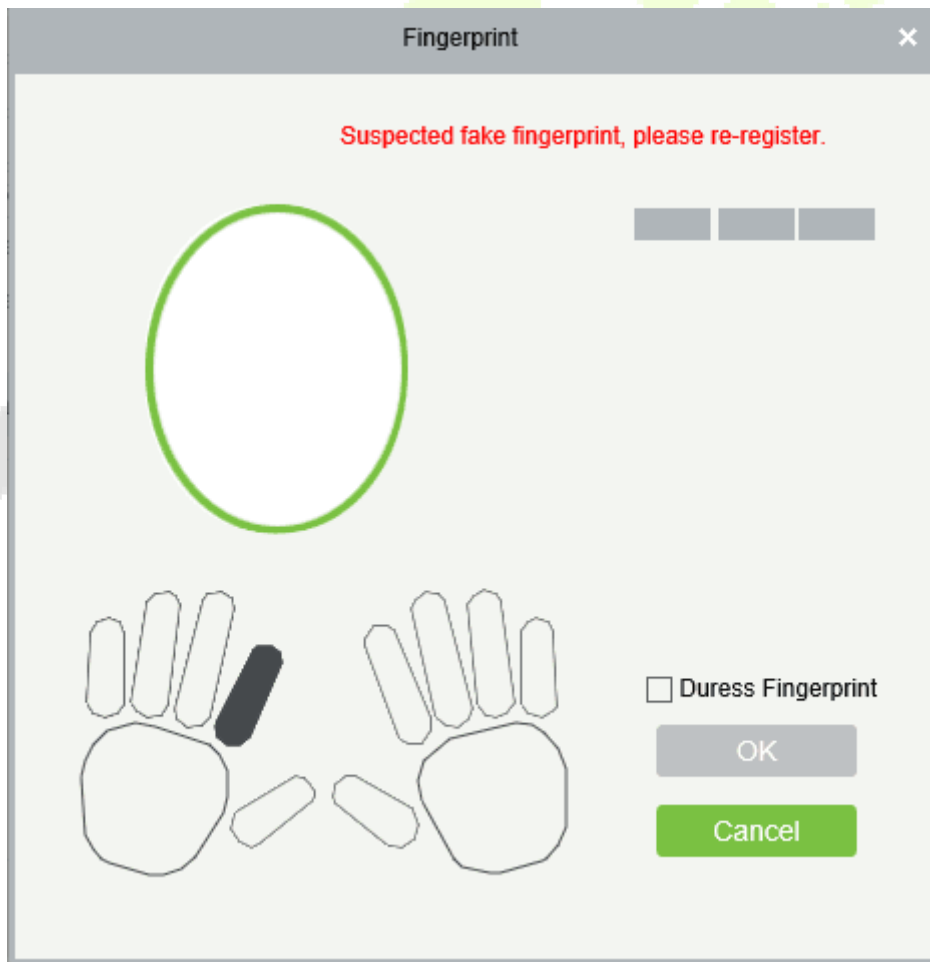 Fingerprint ×
Suspected fake fingerprint, please re-register.
Duress Fingerprint
OK
Cancel